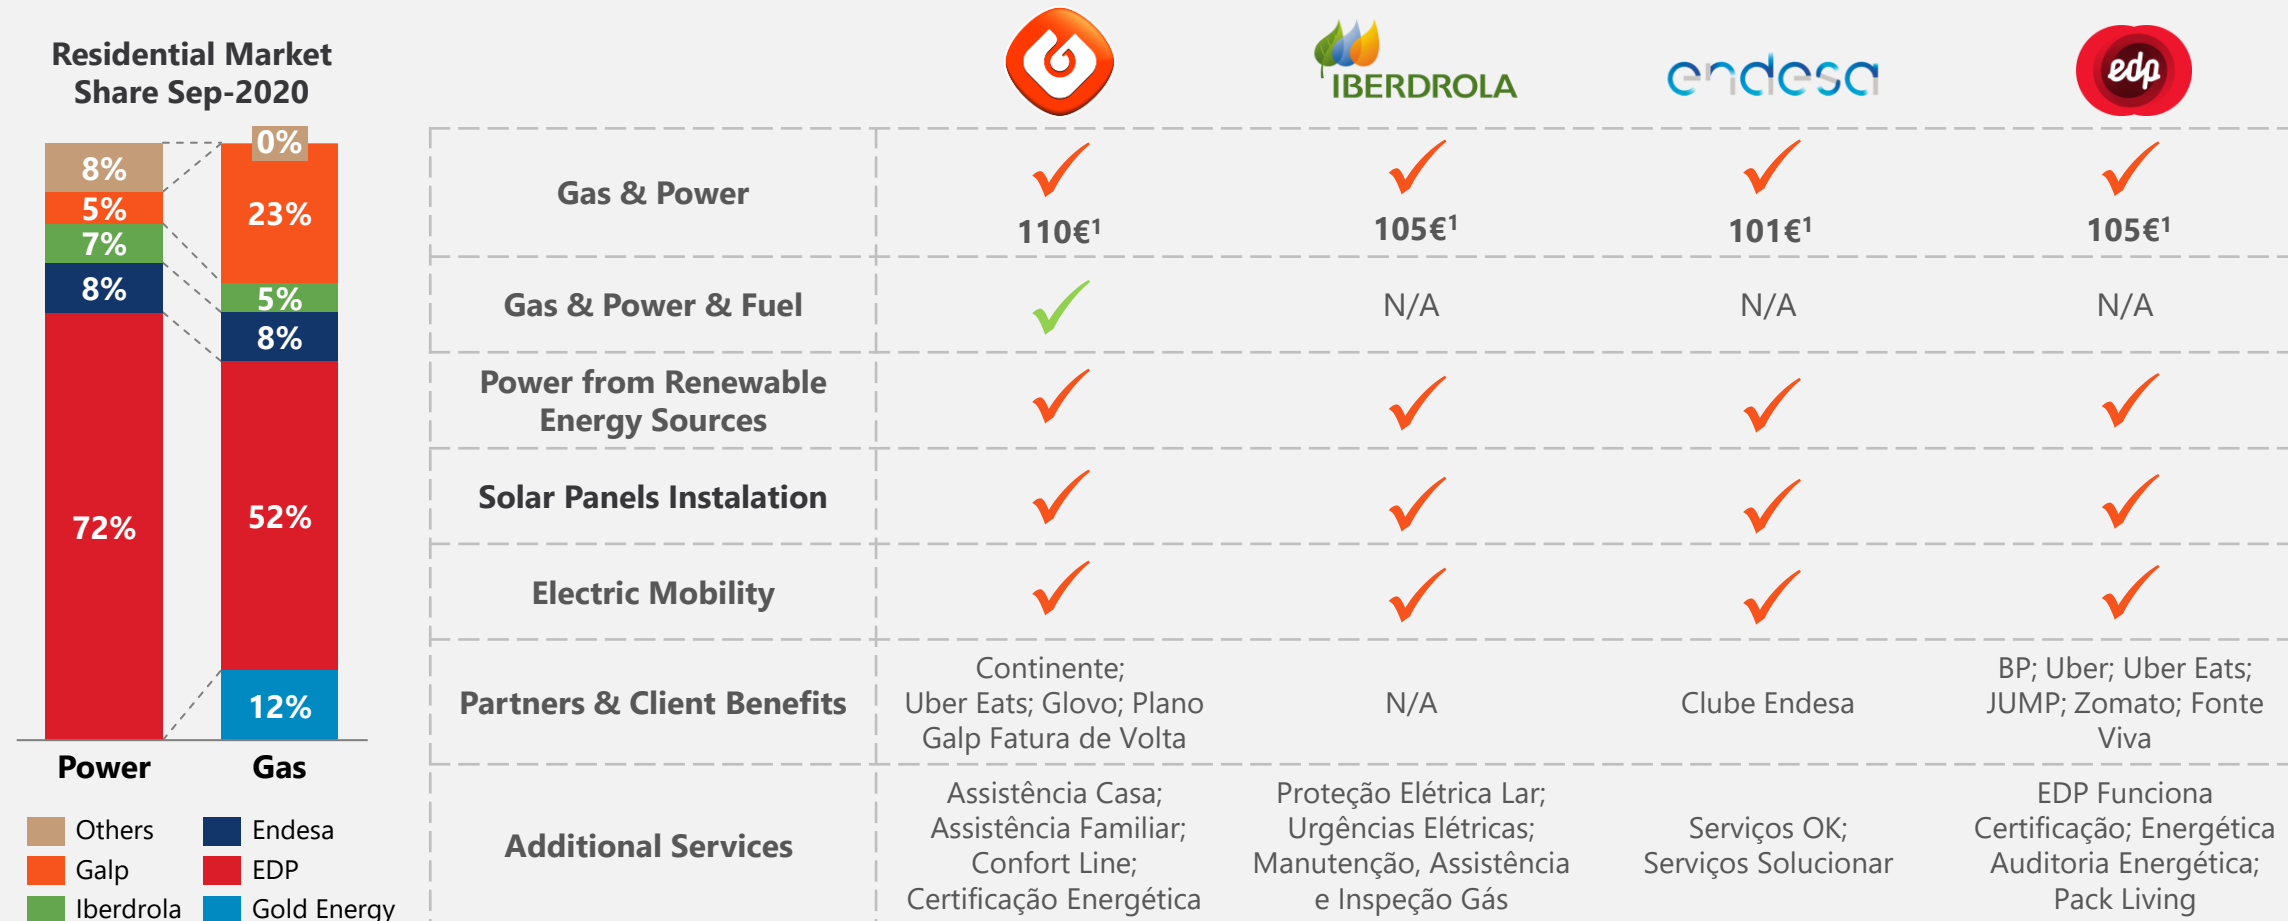 Residential Market
Share Sep-2020
8%
5%
7%
8%
72%
0%
23%
5%
8%
52%
12%
Power
Gas
Others
Endesa
Galp
EDP
Iberdrola
Gold Energy
IBERDROLA
endesa
edp
Gas & Power
110€¹
105€¹
101€¹
105€¹
Gas & Power & Fuel
N/A
N/A
N/A
Power from Renewable
Energy Sources
Solar Panels Instalation
Electric Mobility
Partners & Client Benefits
Continente;
Uber Eats; Glovo; Plano
Galp Fatura de Volta
N/A
Clube Endesa
BP; Uber; Uber Eats;
JUMP; Zomato; Fonte
Viva
Additional Services
Assistência Casa;
Assistência Familiar;
Confort Line;
Certificação Energética
Proteção Elétrica Lar;
Urgências Elétricas;
Manutenção, Assistência
e Inspeção Gás
Serviços OK;
Serviços Solucionar
EDP Funciona
Certificação; Energética
Auditoria Energética;
Pack Living